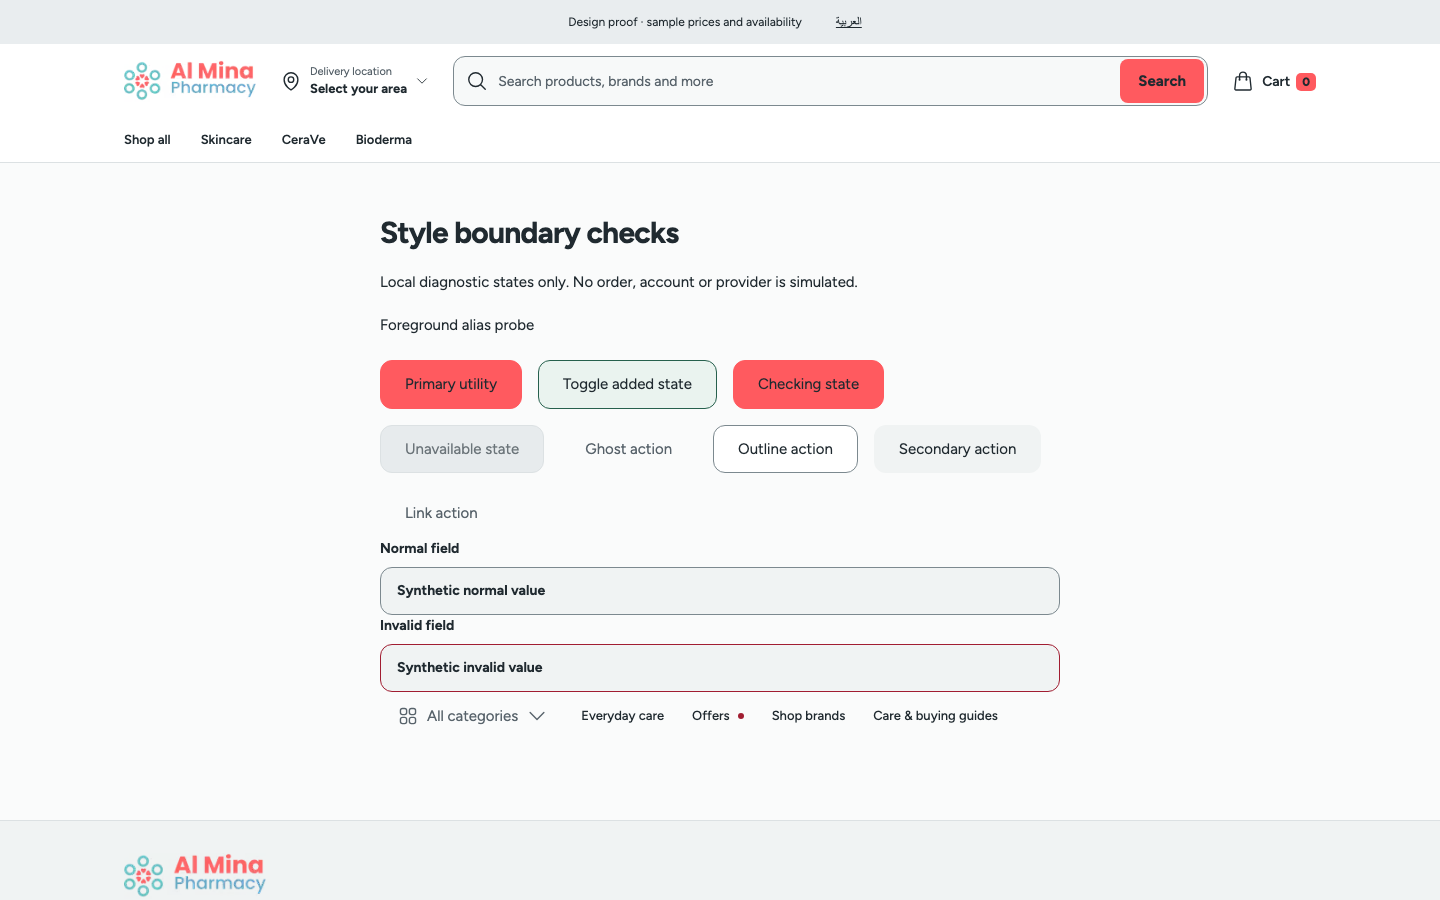 Design proof · sample prices and availability العربية
Al Mina
Pharmacy
Delivery location
Select your area
Search products, brands and more
Search
Cart 0
Shop all Skincare CeraVe Bioderma
Style boundary checks
Local diagnostic states only. No order, account or provider is simulated.
Foreground alias probe
Primary utility Toggle added state Checking state
Unavailable state Ghost action Outline action Secondary action
Link action
Normal field
Synthetic normal value
Invalid field
Synthetic invalid value
All categories Everyday care Offers Shop brands Care & buying guides
Al Mina
Pharmacy